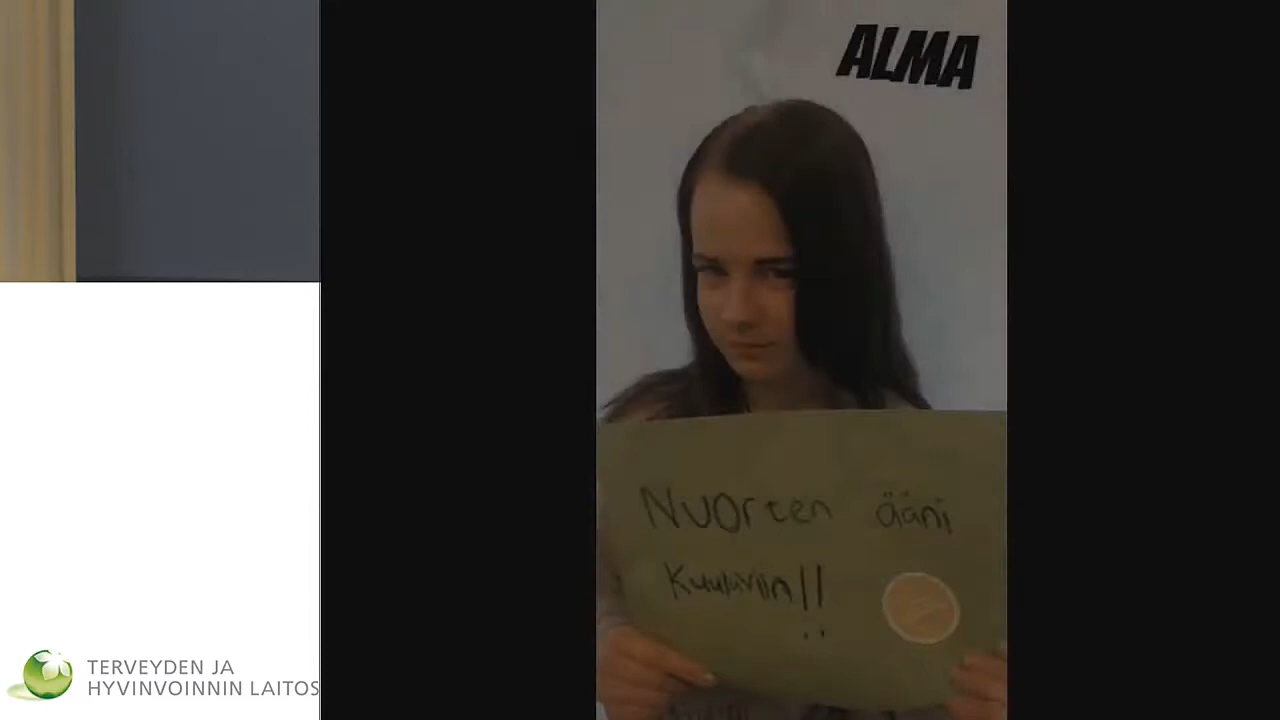 ALMA
Nuorten ääni
Kuuluviin!!
TERVEYDEN JA
HYVINVOINNIN LAITOS